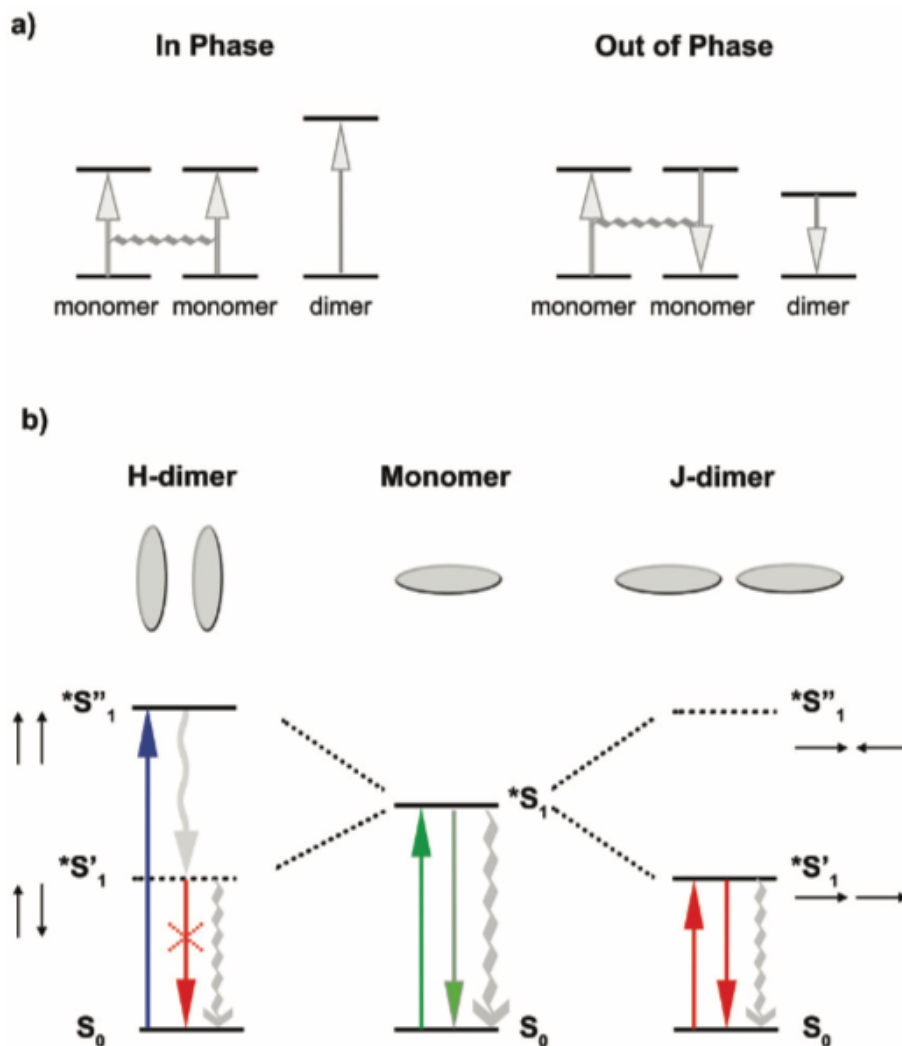 a)
In Phase
Out of Phase
monomer monomer dimer
monomer monomer dimer
b)
H-dimer
Monomer
J-dimer
*S"₁
*S"₁
*S₁
*S'₁
*S'₁
S₀
S₀
S₀